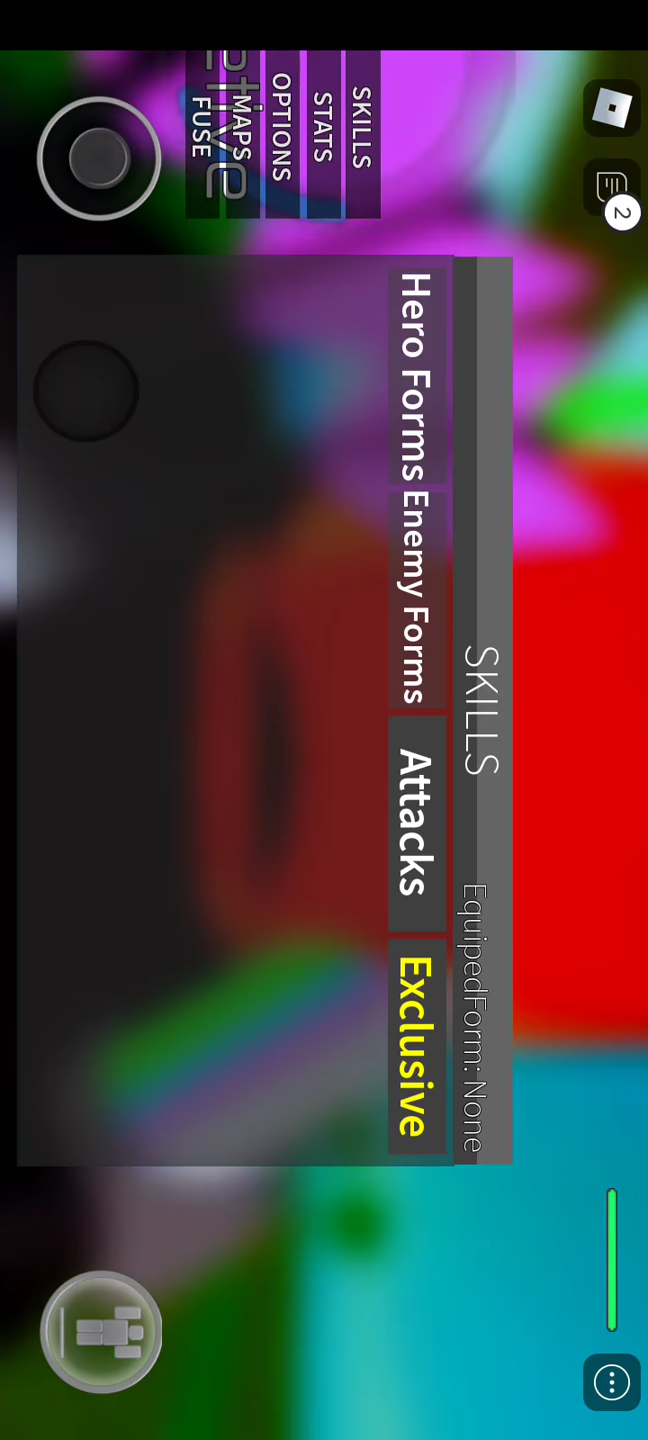 2
SKILLS
STATS
OPTIONS
MAPS
FUSE
SKILLS
EquipedForm: None
Hero Forms
Enemy Forms
Attacks
Exclusive